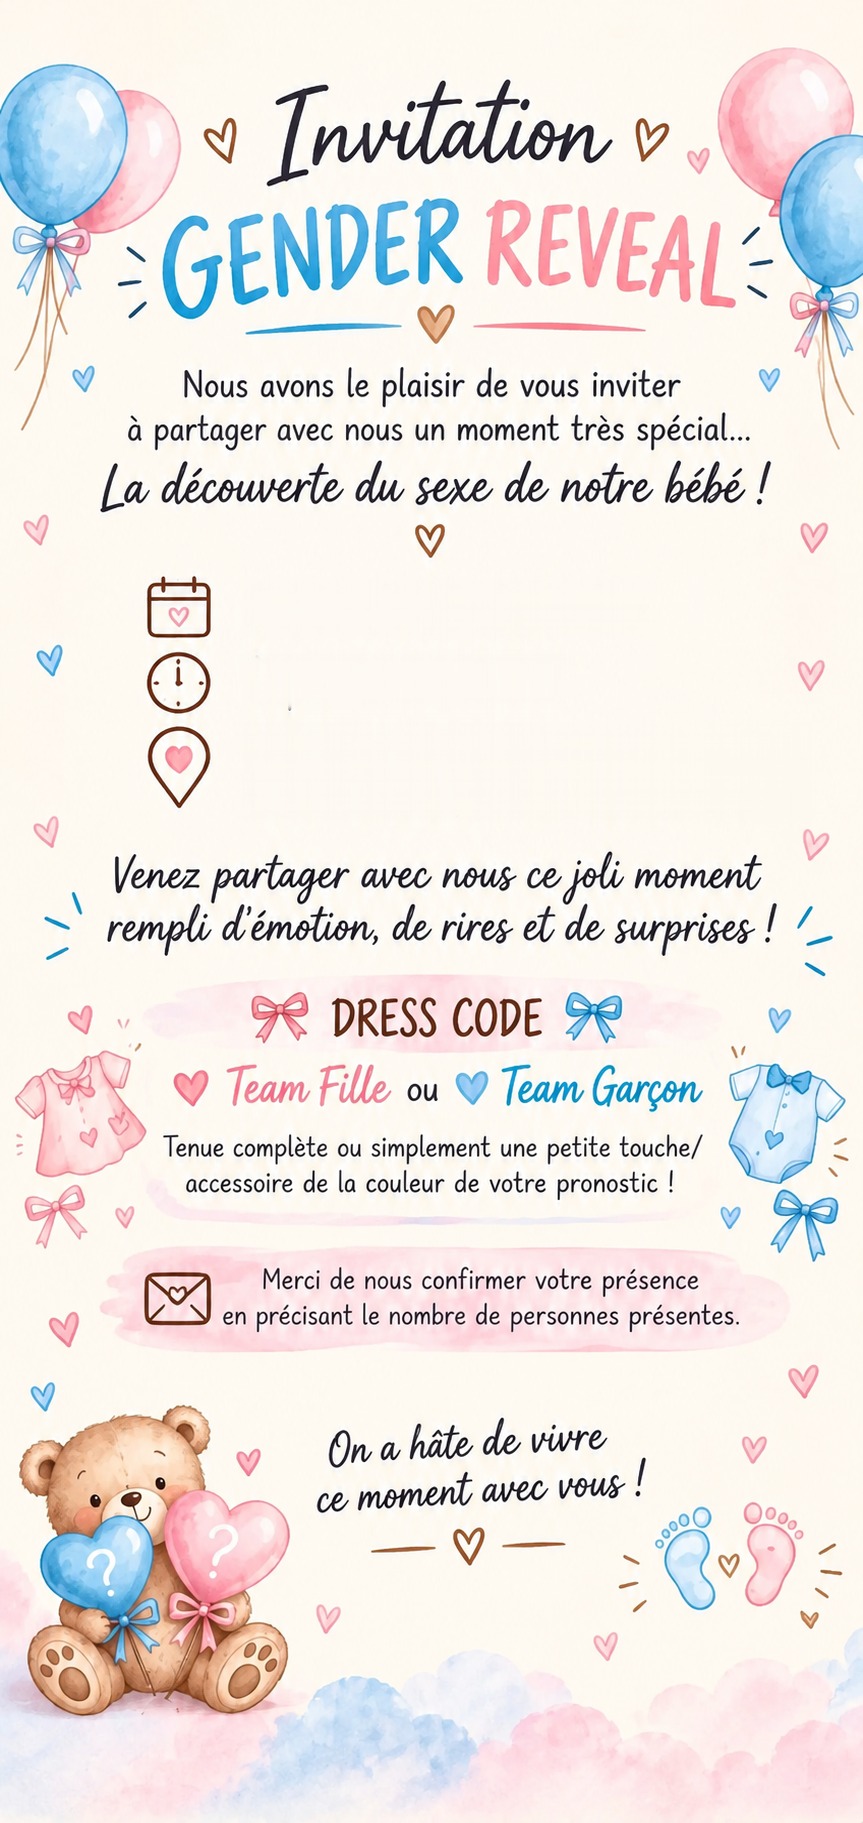 Invitation
GENDER REVEAL
Nous avons le plaisir de vous inviter
à partager avec nous un moment très spécial...
La découverte du sexe de notre bébé !
Venez partager avec nous ce joli moment
rempli d'émotion, de rires et de surprises !
DRESS CODE
Team Fille ou Team Garçon
Tenue complète ou simplement une petite touche/
accessoire de la couleur de votre pronostic !
Merci de nous confirmer votre présence
en précisant le nombre de personnes présentes.
On a hâte de vivre
ce moment avec vous !
? ?